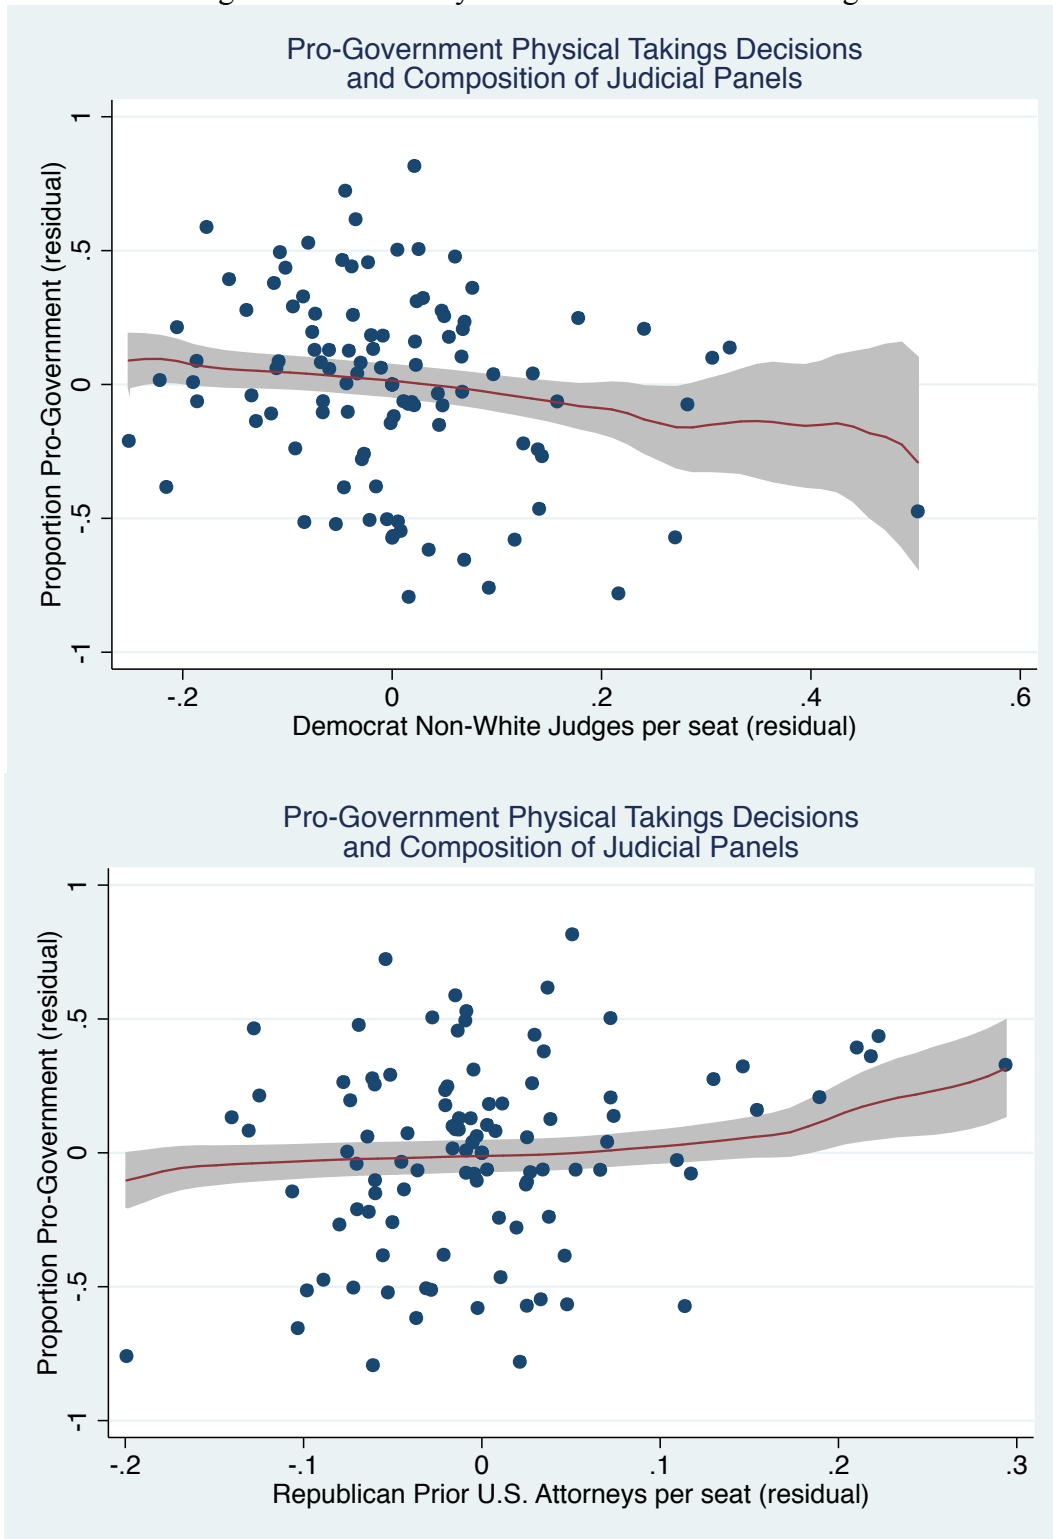 Pro-Government Physical Takings Decisions
and Composition of Judicial Panels
Proportion Pro-Government (residual)
1
.5
0
-.5
-1
-.2
0
.2
.4
.6
Democrat Non-White Judges per seat (residual)
Pro-Government Physical Takings Decisions
and Composition of Judicial Panels
Proportion Pro-Government (residual)
1
.5
0
-.5
-1
-.2
-.1
0
.1
.2
.3
Republican Prior U.S. Attorneys per seat (residual)